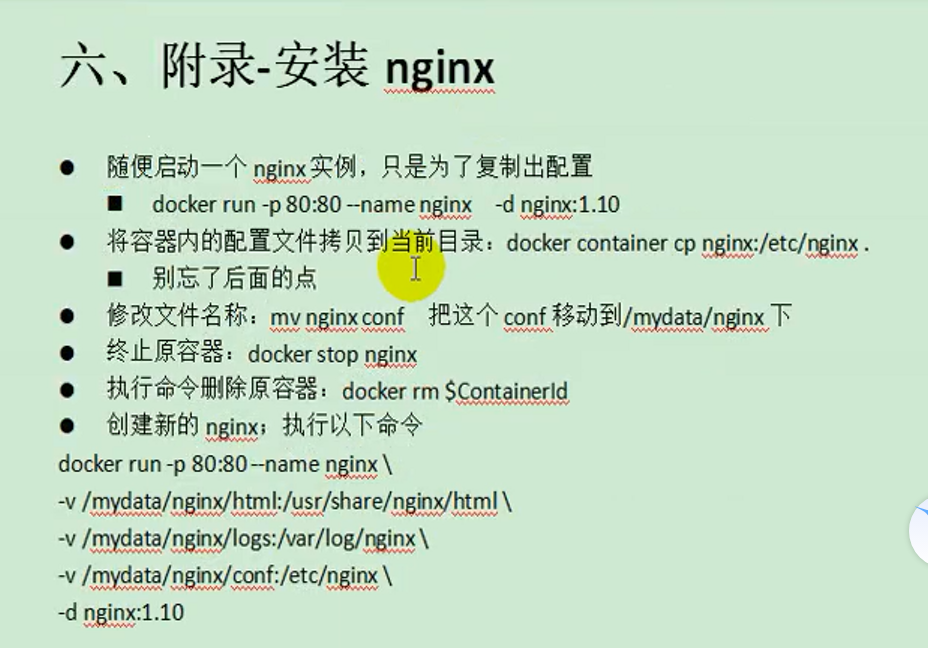 六、附录-安装 nginx
● 随便启动一个 nginx 实例，只是为了复制出配置
■ docker run -p 80:80 --name nginx -d nginx:1.10
● 将容器内的配置文件拷贝到当前目录：docker container cp nginx:/etc/nginx .
■ 别忘了后面的点
● 修改文件名称：mv nginx conf 把这个 conf 移动到/mydata/nginx 下
● 终止原容器：docker stop nginx
● 执行命令删除原容器：docker rm $ContainerId
● 创建新的 nginx；执行以下命令
docker run -p 80:80 --name nginx \
-v /mydata/nginx/html:/usr/share/nginx/html \
-v /mydata/nginx/logs:/var/log/nginx \
-v /mydata/nginx/conf:/etc/nginx \
-d nginx:1.10